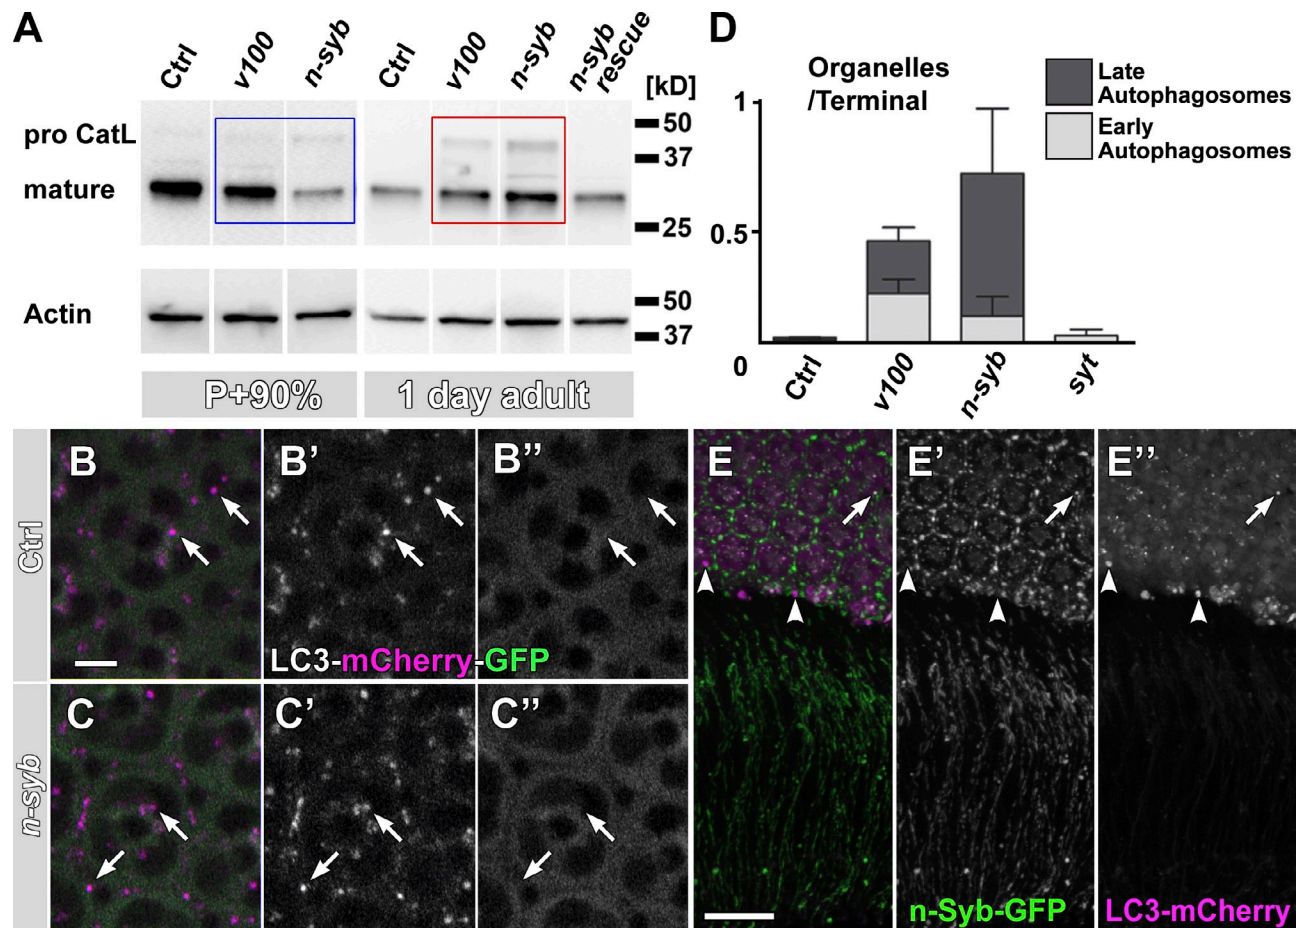 A
Ctrl
v100
n-syb
Ctrl
v100
n-syb
n-syb
rescue
[kD]
pro CatL
mature
50
37
25
Actin
50
37
P+90%
1 day adult
D
Organelles
/Terminal
Late
Autophagosomes
Early
Autophagosomes
1
0.5
0
Ctrl
v100
n-syb
syt
Ctrl
B
B’
B’’
LC3-mCherry-GFP
n-syb
C
C’
C’’
E
E’
E’’
n-Syb-GFP
LC3-mCherry